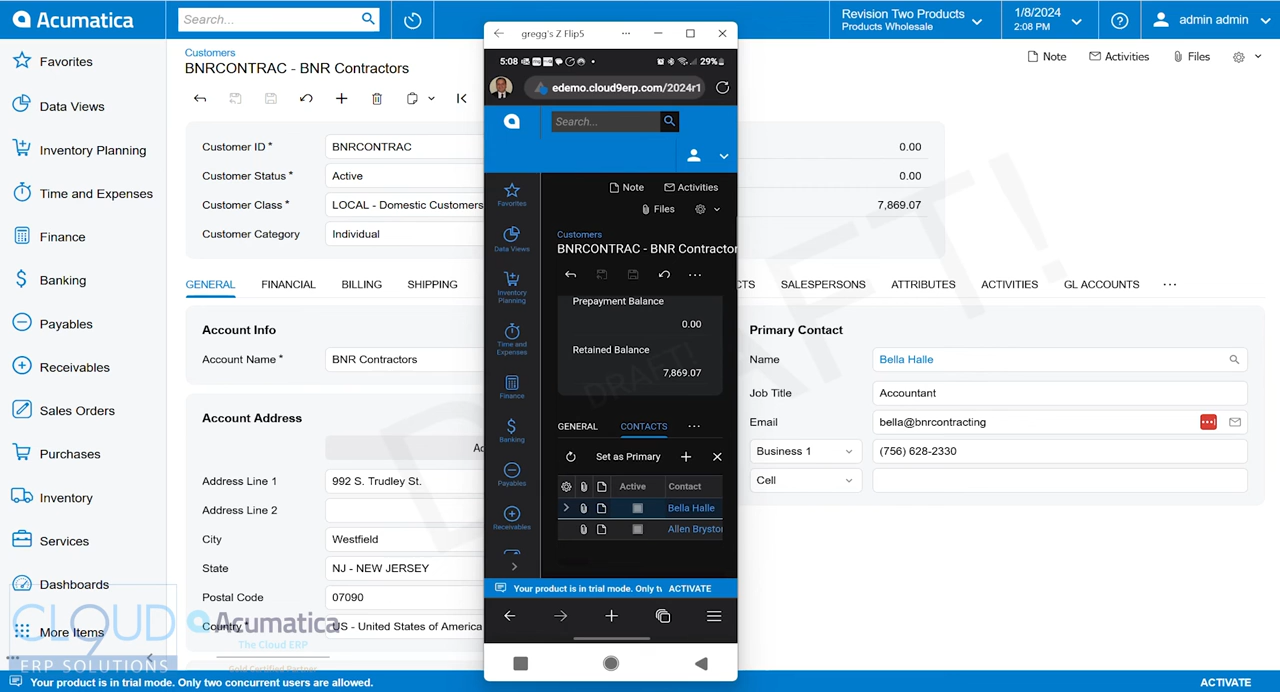 Acumatica
Search...
Revision Two Products
Products Wholesale
1/8/2024
2:08 PM
admin admin
Favorites
Data Views
Inventory Planning
Time and Expenses
Finance
Banking
Payables
Receivables
Sales Orders
Purchases
Inventory
Services
Dashboards
More Items
Customers
BNRCONTRAC - BNR Contractors
Note
Activities
Files
Customer ID *
BNRCONTRAC
Customer Status *
Active
Customer Class *
LOCAL - Domestic Customers
Customer Category
Individual
0.00
0.00
7,869.07
GENERAL
FINANCIAL
BILLING
SHIPPING
CTS
SALESPERSONS
ATTRIBUTES
ACTIVITIES
GL ACCOUNTS
Account Info
Account Name *
BNR Contractors
Account Address
Ad
Address Line 1
992 S. Trudley St.
Address Line 2
City
Westfield
State
NJ - NEW JERSEY
Postal Code
07090
Country *
US - United States of America
Primary Contact
Name
Bella Halle
Job Title
Accountant
Email
bella@bnrcontracting
Business 1
(756) 628-2330
Cell
DRAFT!
gregg's Z Flip5
5:08
29%
edemo.cloud9erp.com/2024r1
Search...
Note
Activities
Files
Favorites
Data Views
Inventory
Planning
Time and
Expenses
Finance
Banking
Payables
Receivables
Customers
BNRCONTRAC - BNR Contractor
Prepayment Balance
0.00
Retained Balance
7,869.07
DRAFT!
GENERAL
CONTACTS
Set as Primary
Active
Contact
Bella Halle
Allen Bryston
Your product is in trial mode. Only tv
ACTIVATE
CLOUD
9
ERP SOLUTIONS
Acumatica
The Cloud ERP
Gold Certified Partner
Your product is in trial mode. Only two concurrent users are allowed.
ACTIVATE